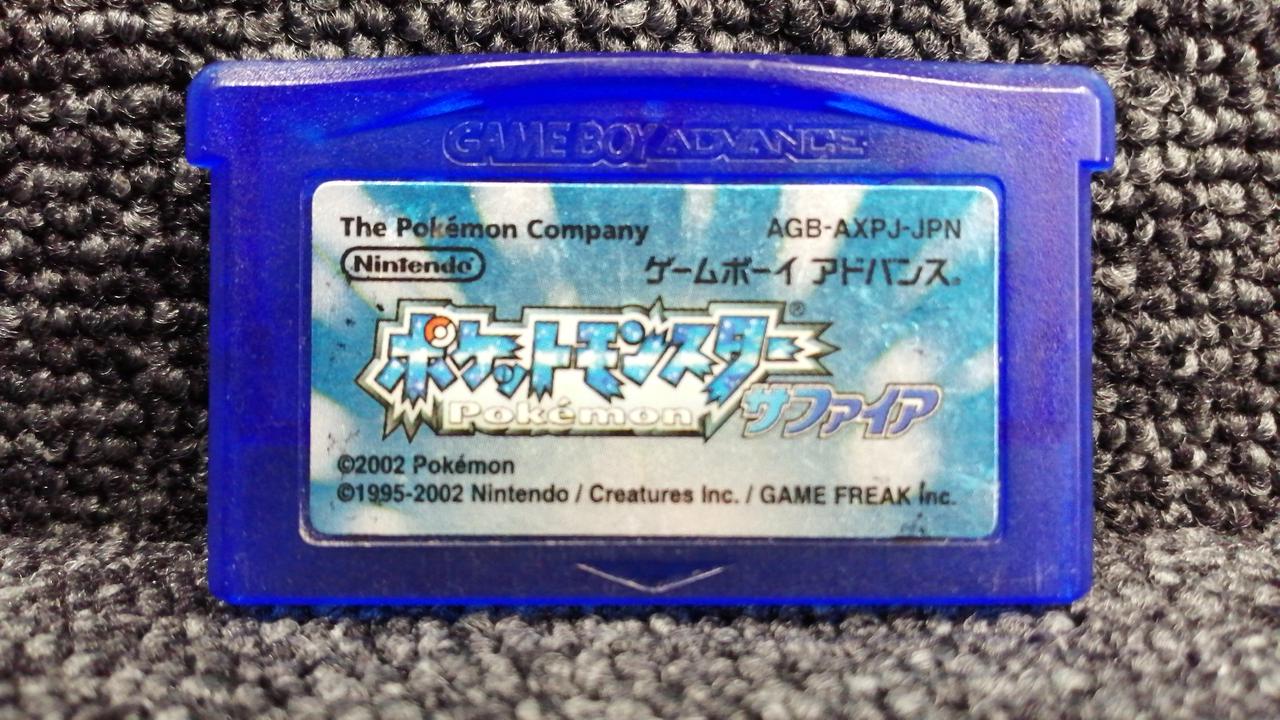 GAME BOY ADVANCE
The Pokémon Company AGB-AXPJ-JPN
Nintendo® ゲームボーイ アドバンス®
ポケットモンスター®
Pokémon サファイア
©2002 Pokémon
©1995-2002 Nintendo / Creatures Inc. / GAME FREAK Inc.